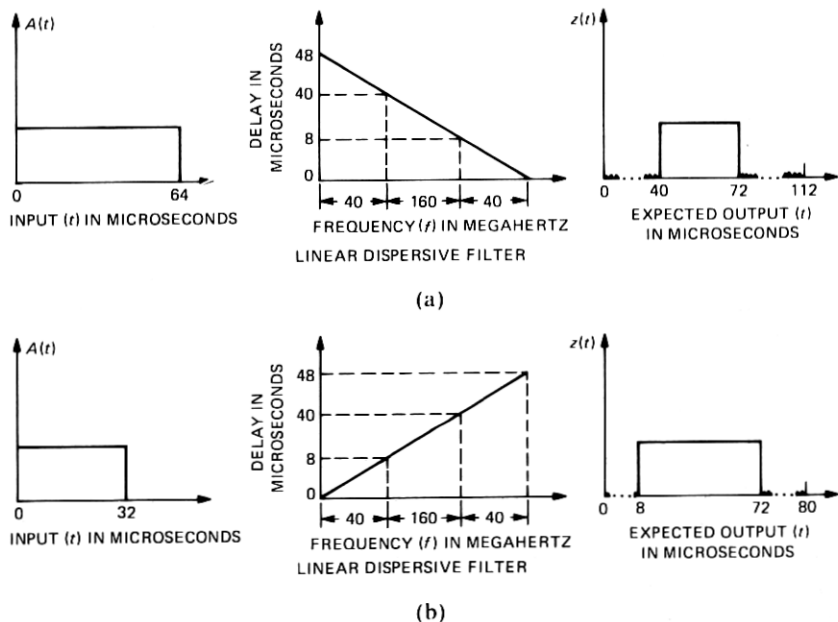 A(t)
0
64
INPUT (t) IN MICROSECONDS
DELAY IN
MICROSECONDS
48
40
8
0
40 160 40
FREQUENCY (f) IN MEGAHERTZ
LINEAR DISPERSIVE FILTER
z(t)
0 40 72 112
EXPECTED OUTPUT (t)
IN MICROSECONDS
(a)
A(t)
0
32
INPUT (t) IN MICROSECONDS
DELAY IN
MICROSECONDS
48
40
8
0
40 160 40
FREQUENCY (f) IN MEGAHERTZ
LINEAR DISPERSIVE FILTER
z(t)
0 8 72 80
EXPECTED OUTPUT (t)
IN MICROSECONDS
(b)